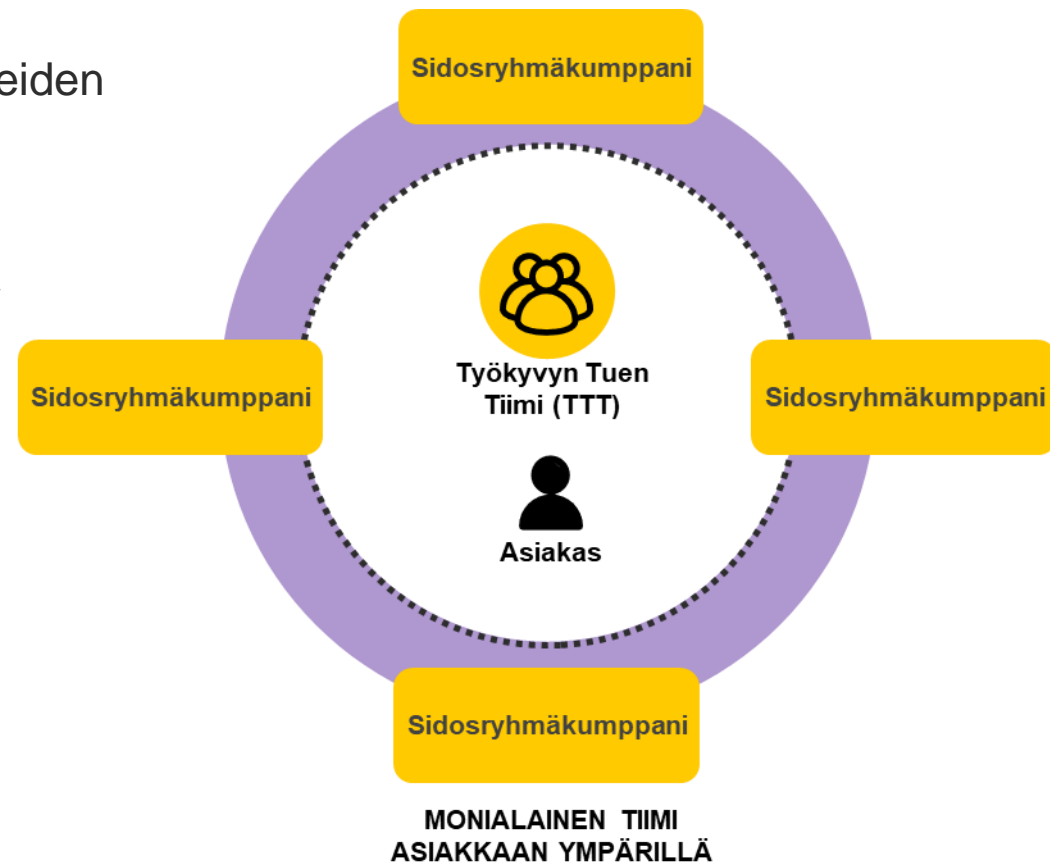 Sidosryhmäkumppani
eiden
Työkyvyn Tuen
Tiimi (TTT)
Sidosryhmäkumppani
Sidosryhmäkumppani
Asiakas
Sidosryhmäkumppani
MONIALAINEN TIIMI
ASIAKKAAN YMPÄRILLÄ